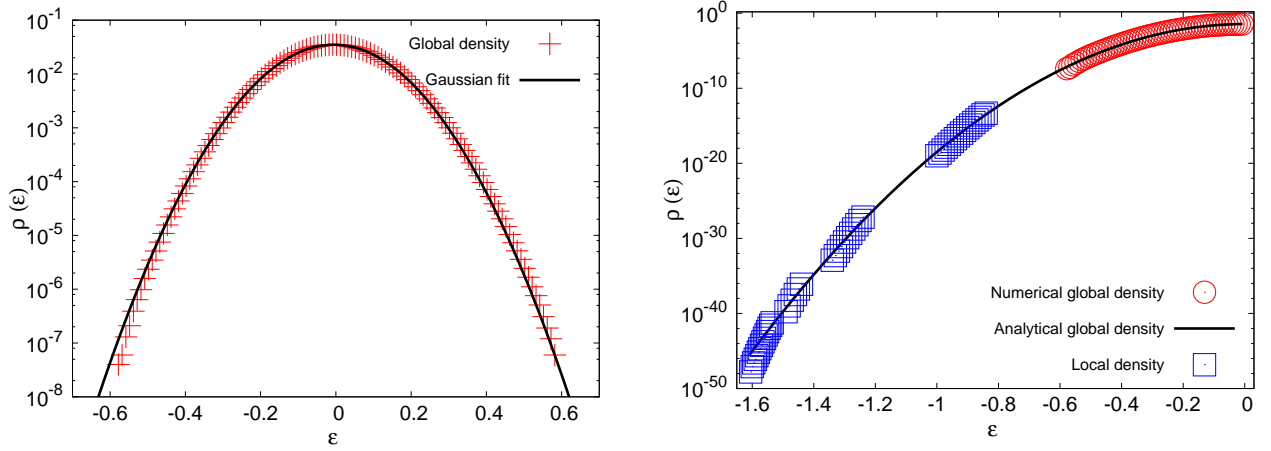 10⁻¹
10⁻²
10⁻³
10⁻⁴
10⁻⁵
10⁻⁶
10⁻⁷
10⁻⁸
ρ (ε)
Global density
Gaussian fit
-0.6 -0.4 -0.2 0 0.2 0.4 0.6
ε
10⁰
10⁻¹⁰
10⁻²⁰
10⁻³⁰
10⁻⁴⁰
10⁻⁵⁰
ρ (ε)
Numerical global density
Analytical global density
Local density
-1.6 -1.4 -1.2 -1 -0.8 -0.6 -0.4 -0.2 0
ε